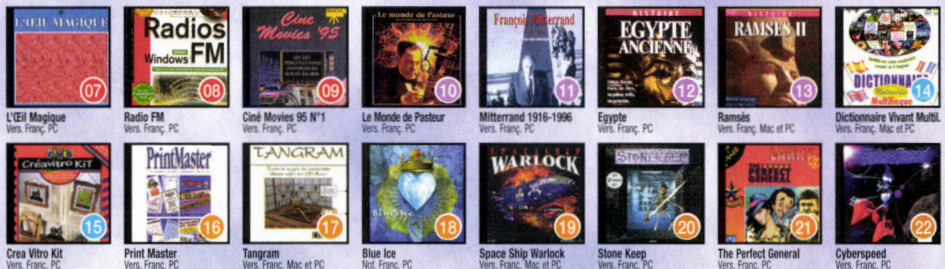 L'ŒIL MAGIQUE
07
Radios
Windows FM
08
Cine
Movies '95
09
Le monde de Pasteur
10
François Mitterrand
11
HISTOIRE
EGYPTE
ANCIENNE
12
HISTOIRE
RAMSES II
13
DICTIONNAIRE
Multilingue
14
L'Œil Magique
Vers. Franç. PC
Radio FM
Vers. Franç. PC
Ciné Movies 95 N°1
Vers. Franç. PC
Le Monde de Pasteur
Vers. Franç. PC
Mitterrand 1916-1996
Vers. Franç. PC
Egypte
Vers. Franç. PC
Ramsès
Vers. Franç. Mac et PC
Dictionnaire Vivant Multil.
Vers. Franç. Mac et PC
Créavitro KiT
15
PrintMaster
16
TANGRAM
17
18
SPACESHIP
WARLOCK
19
STONEKEEP
20
PERFECT
GENERAL
21
22
Crea Vitro Kit
Vers. Franç. PC
Print Master
Vers. Franç. PC
Tangram
Vers. Franç. Mac et PC
Blue Ice
Not. Franç. PC
Space Ship Warlock
Vers. Franç. Mac et PC
Stone Keep
Vers. Franç. PC
The Perfect General
Vers. Franç. PC
Cyberspeed
Vers. Franç. PC